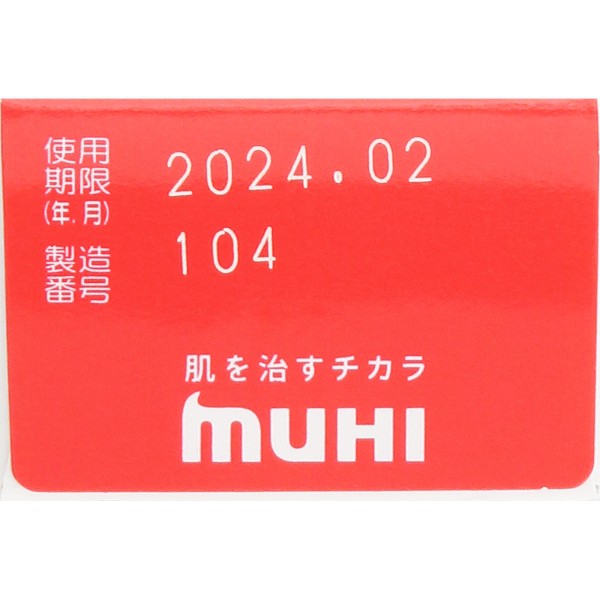 使用
期限
(年.月)
2024.02
製造
番号
104
肌を治すチカラ
MUHI